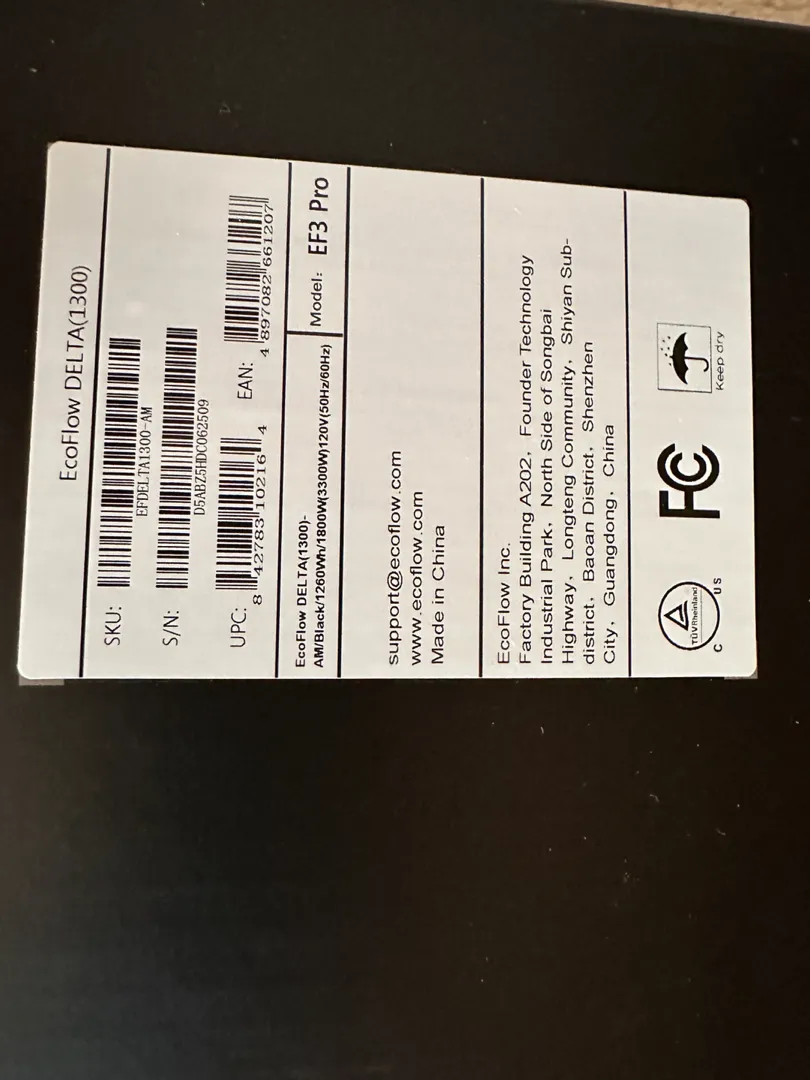 EcoFlow DELTA(1300)
SKU:
EFDELTA1300-AM
S/N:
D5ABZ5HDC062509
UPC:
8 42783 10216 4
EAN:
4 897082 661207
EcoFlow DELTA(1300)-
AM/Black/1260Wh/1800W(3300W)120V(50Hz/60Hz)
Model: EF3 Pro
support@ecoflow.com
www.ecoflow.com
Made in China
EcoFlow Inc.
Factory Building A202, Founder Technology
Industrial Park, North Side of Songbai
Highway, Longteng Community, Shiyan Sub-
district, Baoan District, Shenzhen
City, Guangdong, China
TÜVRheinland
C US
FC
Keep dry